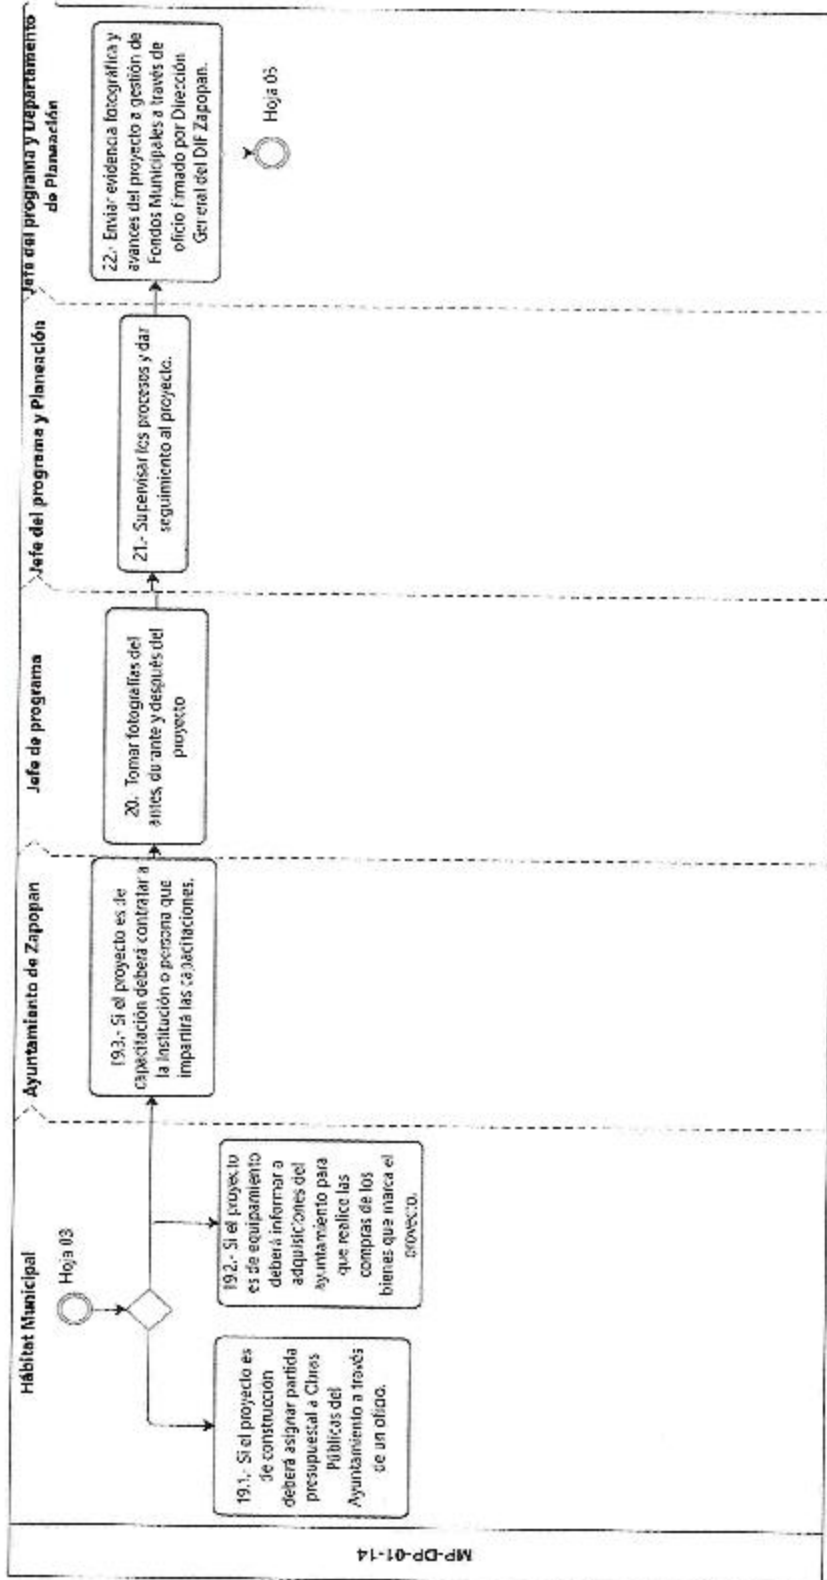 MP-DP-01-14
Hábitat Municipal
Hoja 03
19.1.- Si el proyecto es
de construcción
deberá asignar partida
presupuestal a Obras
Públicas del
Ayuntamiento a través
de un oficio.
19.2.- Si el proyecto
es de equipamiento
deberá informar a
adquisiciones del
ayuntamiento para
que realice las
compras de los
bienes que marca el
proyecto.
Ayuntamiento de Zapopan
19.3.- Si el proyecto es de
capacitación deberá contratar a
la Institución o persona que
impartirá las capacitaciones.
Jefe de programa
20. Tomar fotografías del
antes, durante y después del
proyecto
Jefe del programa y Planeación
21.- Supervisar los procesos y dar
seguimiento al proyecto.
Jefe del programa y Departamento
de Planeación
22.- Enviar evidencia fotográfica y
avances del proyecto a gestión de
Fondos Municipales a través de
oficio firmado por Dirección
General del DIF Zapopan.
Hoja 05